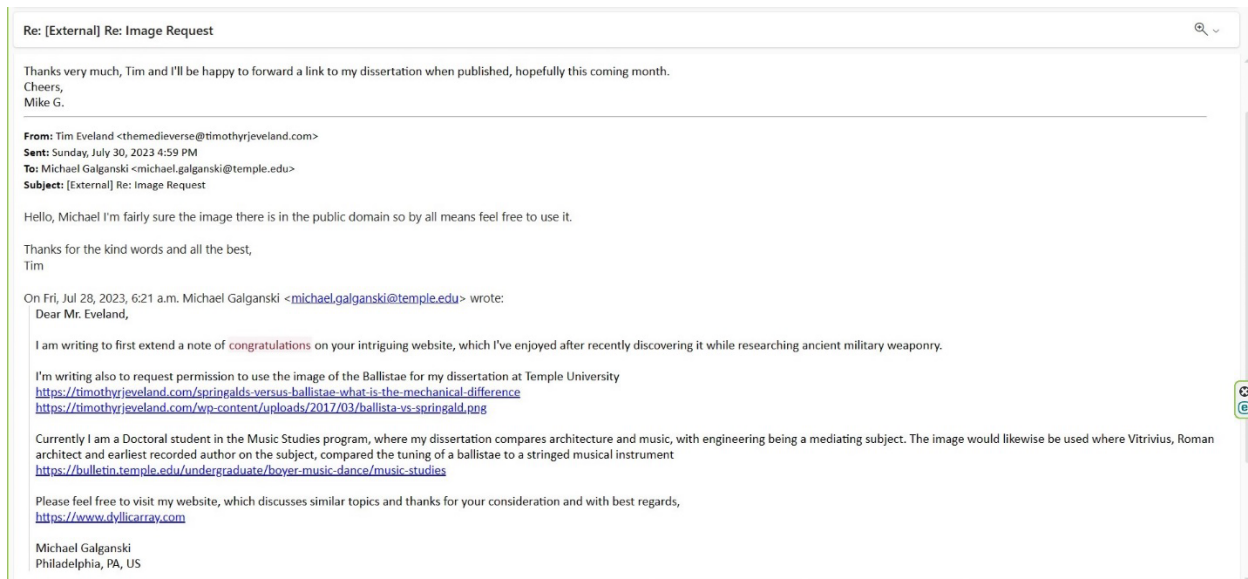 Re: [External] Re: Image Request
Thanks very much, Tim and I'll be happy to forward a link to my dissertation when published, hopefully this coming month.
Cheers,
Mike G.
From: Tim Eveland <themedieverse@timothyrjeveland.com>
Sent: Sunday, July 30, 2023 4:59 PM
To: Michael Galganski <michael.galganski@temple.edu>
Subject: [External] Re: Image Request
Hello, Michael I'm fairly sure the image there is in the public domain so by all means feel free to use it.
Thanks for the kind words and all the best,
Tim
On Fri, Jul 28, 2023, 6:21 a.m. Michael Galganski <michael.galganski@temple.edu> wrote:
Dear Mr. Eveland,
I am writing to first extend a note of congratulations on your intriguing website, which I've enjoyed after recently discovering it while researching ancient military weaponry.
I'm writing also to request permission to use the image of the Ballistae for my dissertation at Temple University
https://timothyrjeveland.com/springalds-versus-ballistae-what-is-the-mechanical-difference
https://timothyrjeveland.com/wp-content/uploads/2017/03/ballista-vs-springald.png
Currently I am a Doctoral student in the Music Studies program, where my dissertation compares architecture and music, with engineering being a mediating subject. The image would likewise be used where Vitrivius, Roman
architect and earliest recorded author on the subject, compared the tuning of a ballistae to a stringed musical instrument
https://bulletin.temple.edu/undergraduate/boyer-music-dance/music-studies
Please feel free to visit my website, which discusses similar topics and thanks for your consideration and with best regards,
https://www.dyllicarray.com
Michael Galganski
Philadelphia, PA, US